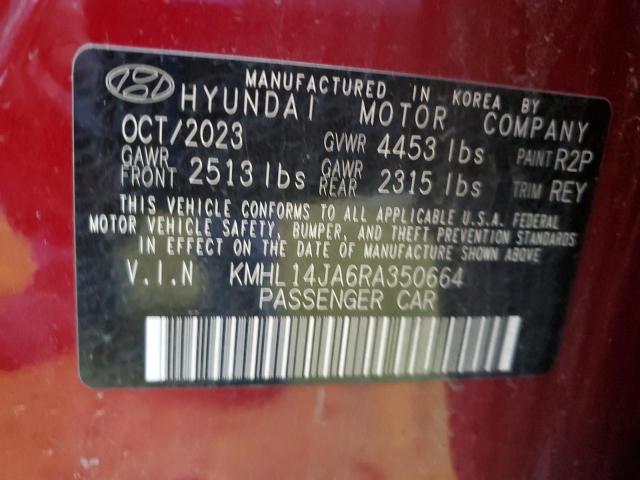 MANUFACTURED IN KOREA BY
HYUNDAI MOTOR COMPANY
OCT/2023 GVWR 4453 lbs PAINT R2P
GAWR FRONT 2513 lbs GAWR REAR 2315 lbs TRIM REY
THIS VEHICLE CONFORMS TO ALL APPLICABLE U.S.A. FEDERAL
MOTOR VEHICLE SAFETY, BUMPER, AND THEFT PREVENTION STANDARDS
IN EFFECT ON THE DATE OF MANUFACTURE SHOWN ABOVE
V.I.N KMHL14JA6RA350664
PASSENGER CAR